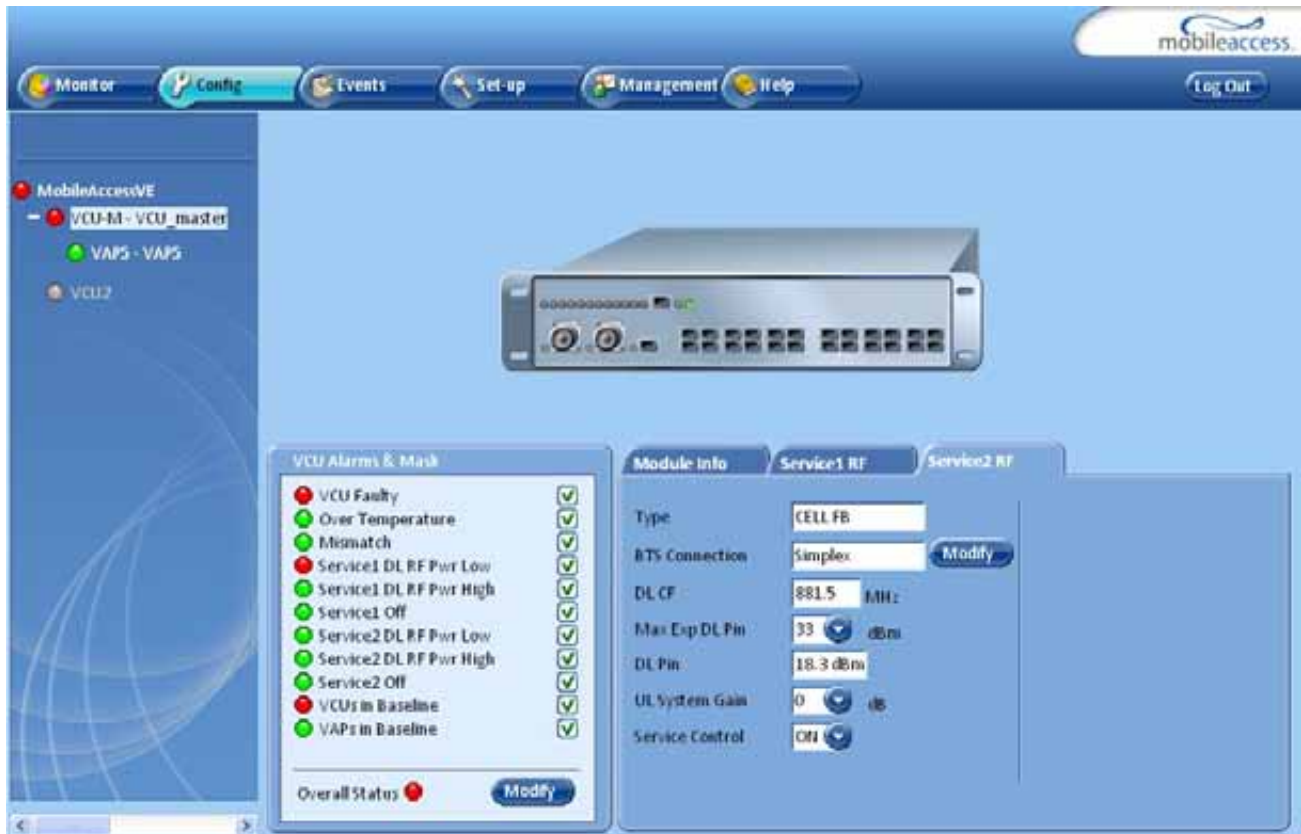 mobileaccess.
Monitor Config Events Set-up Management Help Log Out
MobileAccessVE
VCU-M - VCU_master
VAP5 - VAP5
VCU2
VCU Alarms & Mask
VCU Faulty
Over Temperature
Mismatch
Service1 DL RF Pwr Low
Service1 DL RF Pwr High
Service1 Off
Service2 DL RF Pwr Low
Service2 DL RF Pwr High
Service2 Off
VCUs in Baseline
VAPs in Baseline
Overall Status Modify
Module Info Service1 RF Service2 RF
Type CELL FB
BTS Connection Simplex Modify
DL CF 881.5 MHz
Max Exp DL Pin 33 dBm
DL Pin 18.3 dBm
UL System Gain 0 dB
Service Control ON